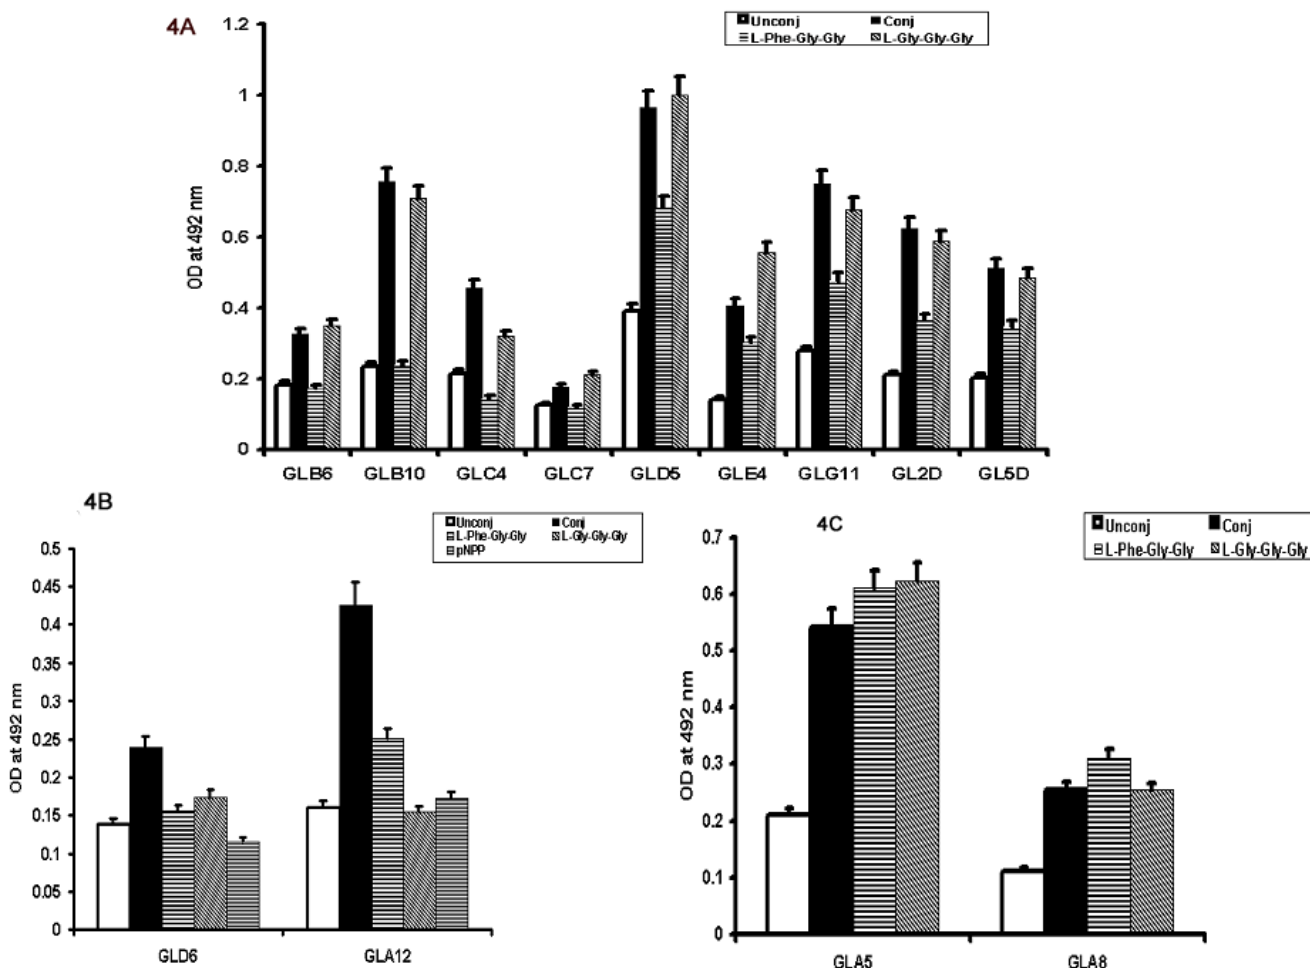 4A
Unconj Conj
L-Phe-Gly-Gly L-Gly-Gly-Gly
1.2
1
0.8
0.6
0.4
0.2
0
OD at 492 nm
GLB6 GLB10 GLC4 GLC7 GLD5 GLE4 GLG11 GL2D GL5D
4B
Unconj Conj
L-Phe-Gly-Gly L-Gly-Gly-Gly
pNPP
0.5
0.45
0.4
0.35
0.3
0.25
0.2
0.15
0.1
0.05
0
OD at 492 nm
GLD6 GLA12
4C
Unconj Conj
L-Phe-Gly-Gly L-Gly-Gly-Gly
0.7
0.6
0.5
0.4
0.3
0.2
0.1
0
OD at 492 nm
GLA5 GLA8